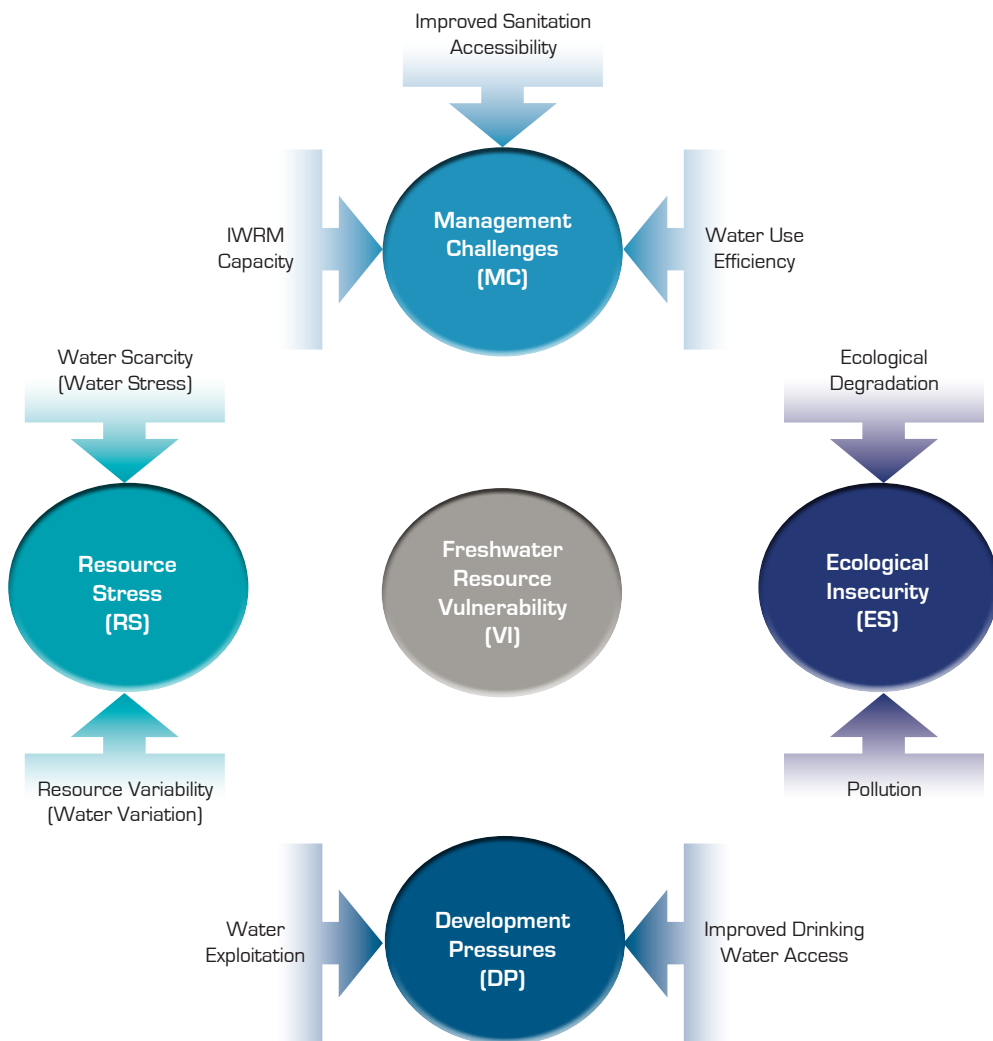 Improved Sanitation
Accessibility
IWRM
Capacity
Management
Challenges
(MC)
Water Use
Efficiency
Water Scarcity
(Water Stress)
Ecological
Degradation
Resource
Stress
(RS)
Freshwater
Resource
Vulnerability
(VI)
Ecological
Insecurity
(ES)
Resource Variability
(Water Variation)
Pollution
Water
Exploitation
Development
Pressures
(DP)
Improved Drinking
Water Access